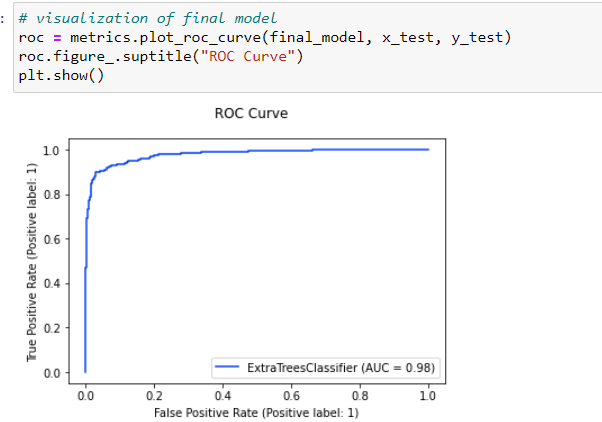 :
# visualization of final model
roc = metrics.plot_roc_curve(final_model, x_test, y_test)
roc.figure_.suptitle("ROC Curve")
plt.show()
ROC Curve
True Positive Rate (Positive label: 1)
1.0
0.8
0.6
0.4
0.2
0.0
ExtraTreesClassifier (AUC = 0.98)
0.0 0.2 0.4 0.6 0.8 1.0
False Positive Rate (Positive label: 1)